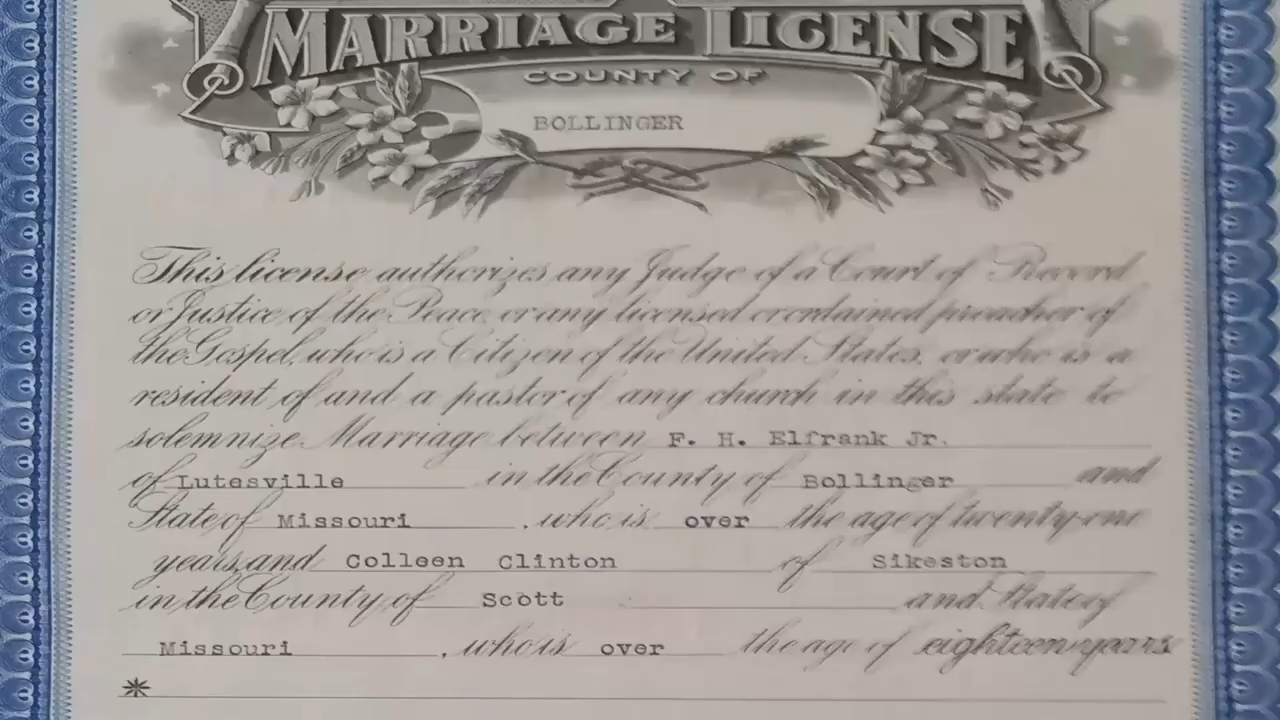 MARRIAGE LICENSE
COUNTY OF
BOLLINGER
This license authorizes any Judge of a Court of Record
or Justice of the Peace, or any licensed or ordained preacher of
the Gospel, who is a Citizen of the United States, or who is a
resident of and a pastor of any church in this state to
solemnize Marriage between F. H. Elfrank Jr.
of Lutesville in the County of Bollinger and
State of Missouri, who is over the age of twenty-one
years, and Colleen Clinton of Sikeston
in the County of Scott and State of
Missouri, who is over the age of eighteen years
*